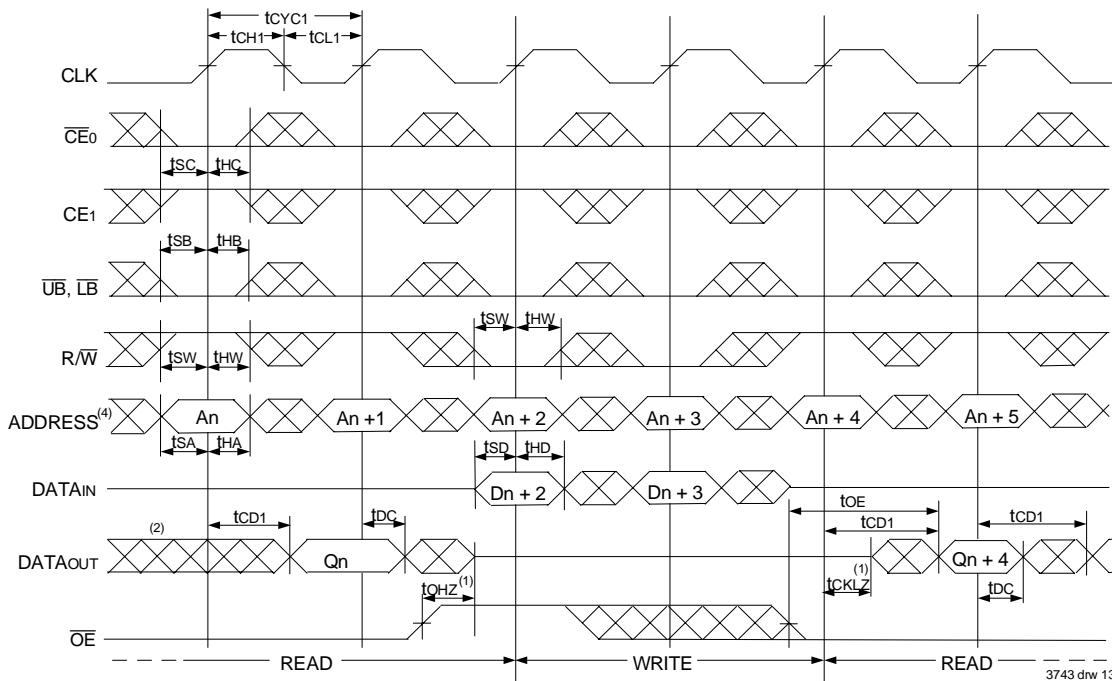 tCYC1
tCH1 tCL1
CLK
CE0
tSC tHC
CE1
tSB tHB
UB, LB
tSW tHW
R/W
tSW tHW
ADDRESS(4) An An + 1 An + 2 An + 3 An + 4 An + 5
tSA tHA tSD tHD
DATAIN Dn + 2 Dn + 3
tOE
(2) tCD1 tDC tCD1 tCD1
DATAOUT Qn Qn + 4
tOHZ(1) tCKLZ(1) tDC
OE
READ WRITE READ
3743 drw 13